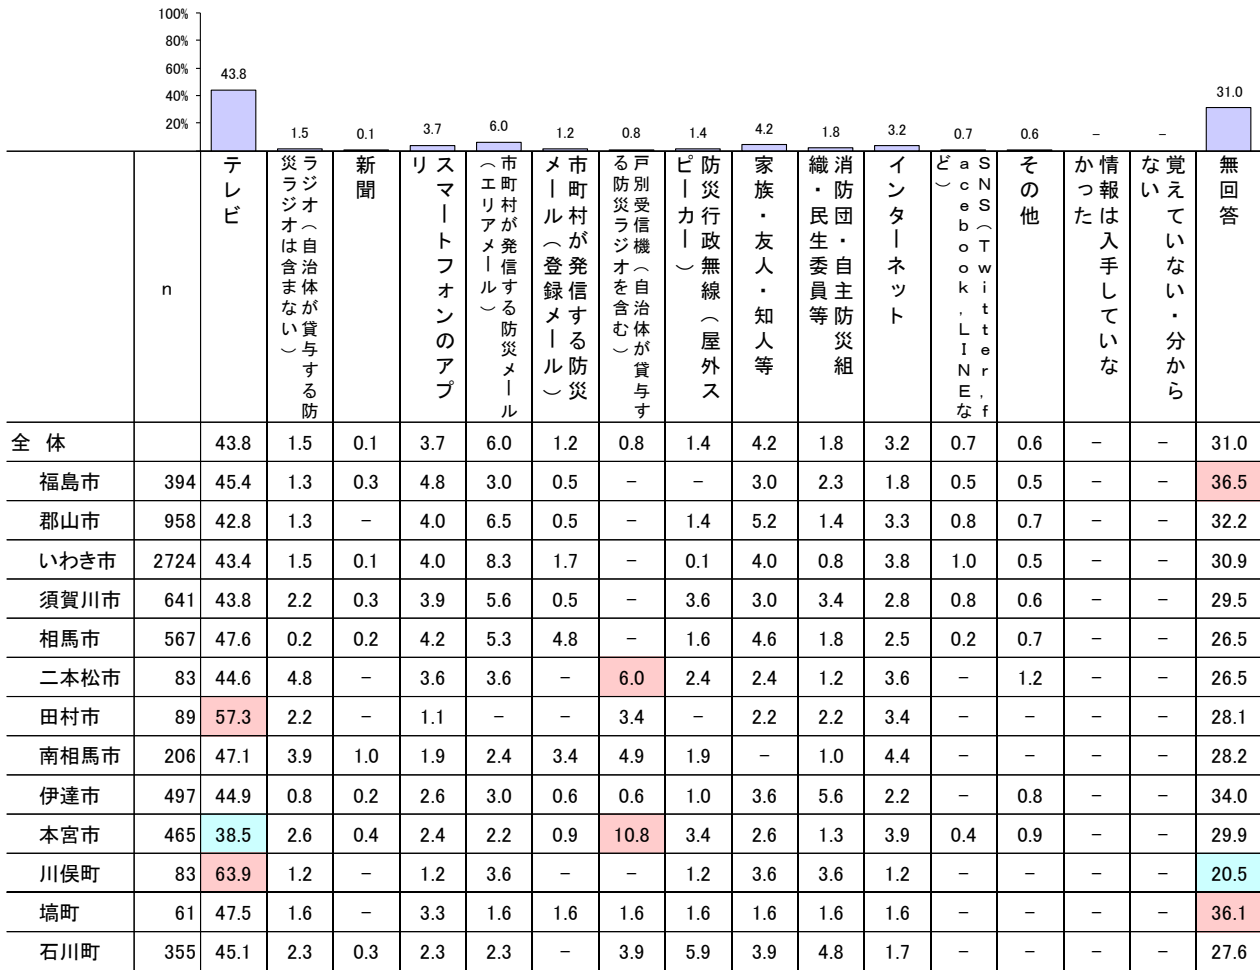 100%
80%
60%
40%
20%
43.8 1.5 0.1 3.7 6.0 1.2 0.8 1.4 4.2 1.8 3.2 0.7 0.6 － － 31.0
n
テレビ
ラジオ（自治体が貸与する防
災ラジオは含まない）
新聞
スマートフォンのアプ
リ
市町村が発信する防災メール
（エリアメール）
市町村が発信する防災
メール（登録メール）
戸別受信機（自治体が貸与す
る防災ラジオを含む）
防災行政無線（屋外ス
ピーカー）
家族・友人・知人等
消防団・自主防災組
織・民生委員等
インターネット
SNS（Twitter,f
acebook,LINEな
ど）
その他
情報は入手していな
かった
覚えていない・分から
ない
無回答
全 体 43.8 1.5 0.1 3.7 6.0 1.2 0.8 1.4 4.2 1.8 3.2 0.7 0.6 － － 31.0
福島市 394 45.4 1.3 0.3 4.8 3.0 0.5 － － 3.0 2.3 1.8 0.5 0.5 － － 36.5
郡山市 958 42.8 1.3 － 4.0 6.5 0.5 － 1.4 5.2 1.4 3.3 0.8 0.7 － － 32.2
いわき市 2724 43.4 1.5 0.1 4.0 8.3 1.7 － 0.1 4.0 0.8 3.8 1.0 0.5 － － 30.9
須賀川市 641 43.8 2.2 0.3 3.9 5.6 0.5 － 3.6 3.0 3.4 2.8 0.8 0.6 － － 29.5
相馬市 567 47.6 0.2 0.2 4.2 5.3 4.8 － 1.6 4.6 1.8 2.5 0.2 0.7 － － 26.5
二本松市 83 44.6 4.8 － 3.6 3.6 － 6.0 2.4 2.4 1.2 3.6 － 1.2 － － 26.5
田村市 89 57.3 2.2 － 1.1 － － 3.4 － 2.2 2.2 3.4 － － － － 28.1
南相馬市 206 47.1 3.9 1.0 1.9 2.4 3.4 4.9 1.9 － 1.0 4.4 － － － － 28.2
伊達市 497 44.9 0.8 0.2 2.6 3.0 0.6 0.6 1.0 3.6 5.6 2.2 － 0.8 － － 34.0
本宮市 465 38.5 2.6 0.4 2.4 2.2 0.9 10.8 3.4 2.6 1.3 3.9 0.4 0.9 － － 29.9
川俣町 83 63.9 1.2 － 1.2 3.6 － － 1.2 3.6 3.6 1.2 － － － － 20.5
塙町 61 47.5 1.6 － 3.3 1.6 1.6 1.6 1.6 1.6 1.6 1.6 － － － － 36.1
石川町 355 45.1 2.3 0.3 2.3 2.3 － 3.9 5.9 3.9 4.8 1.7 － － － － 27.6